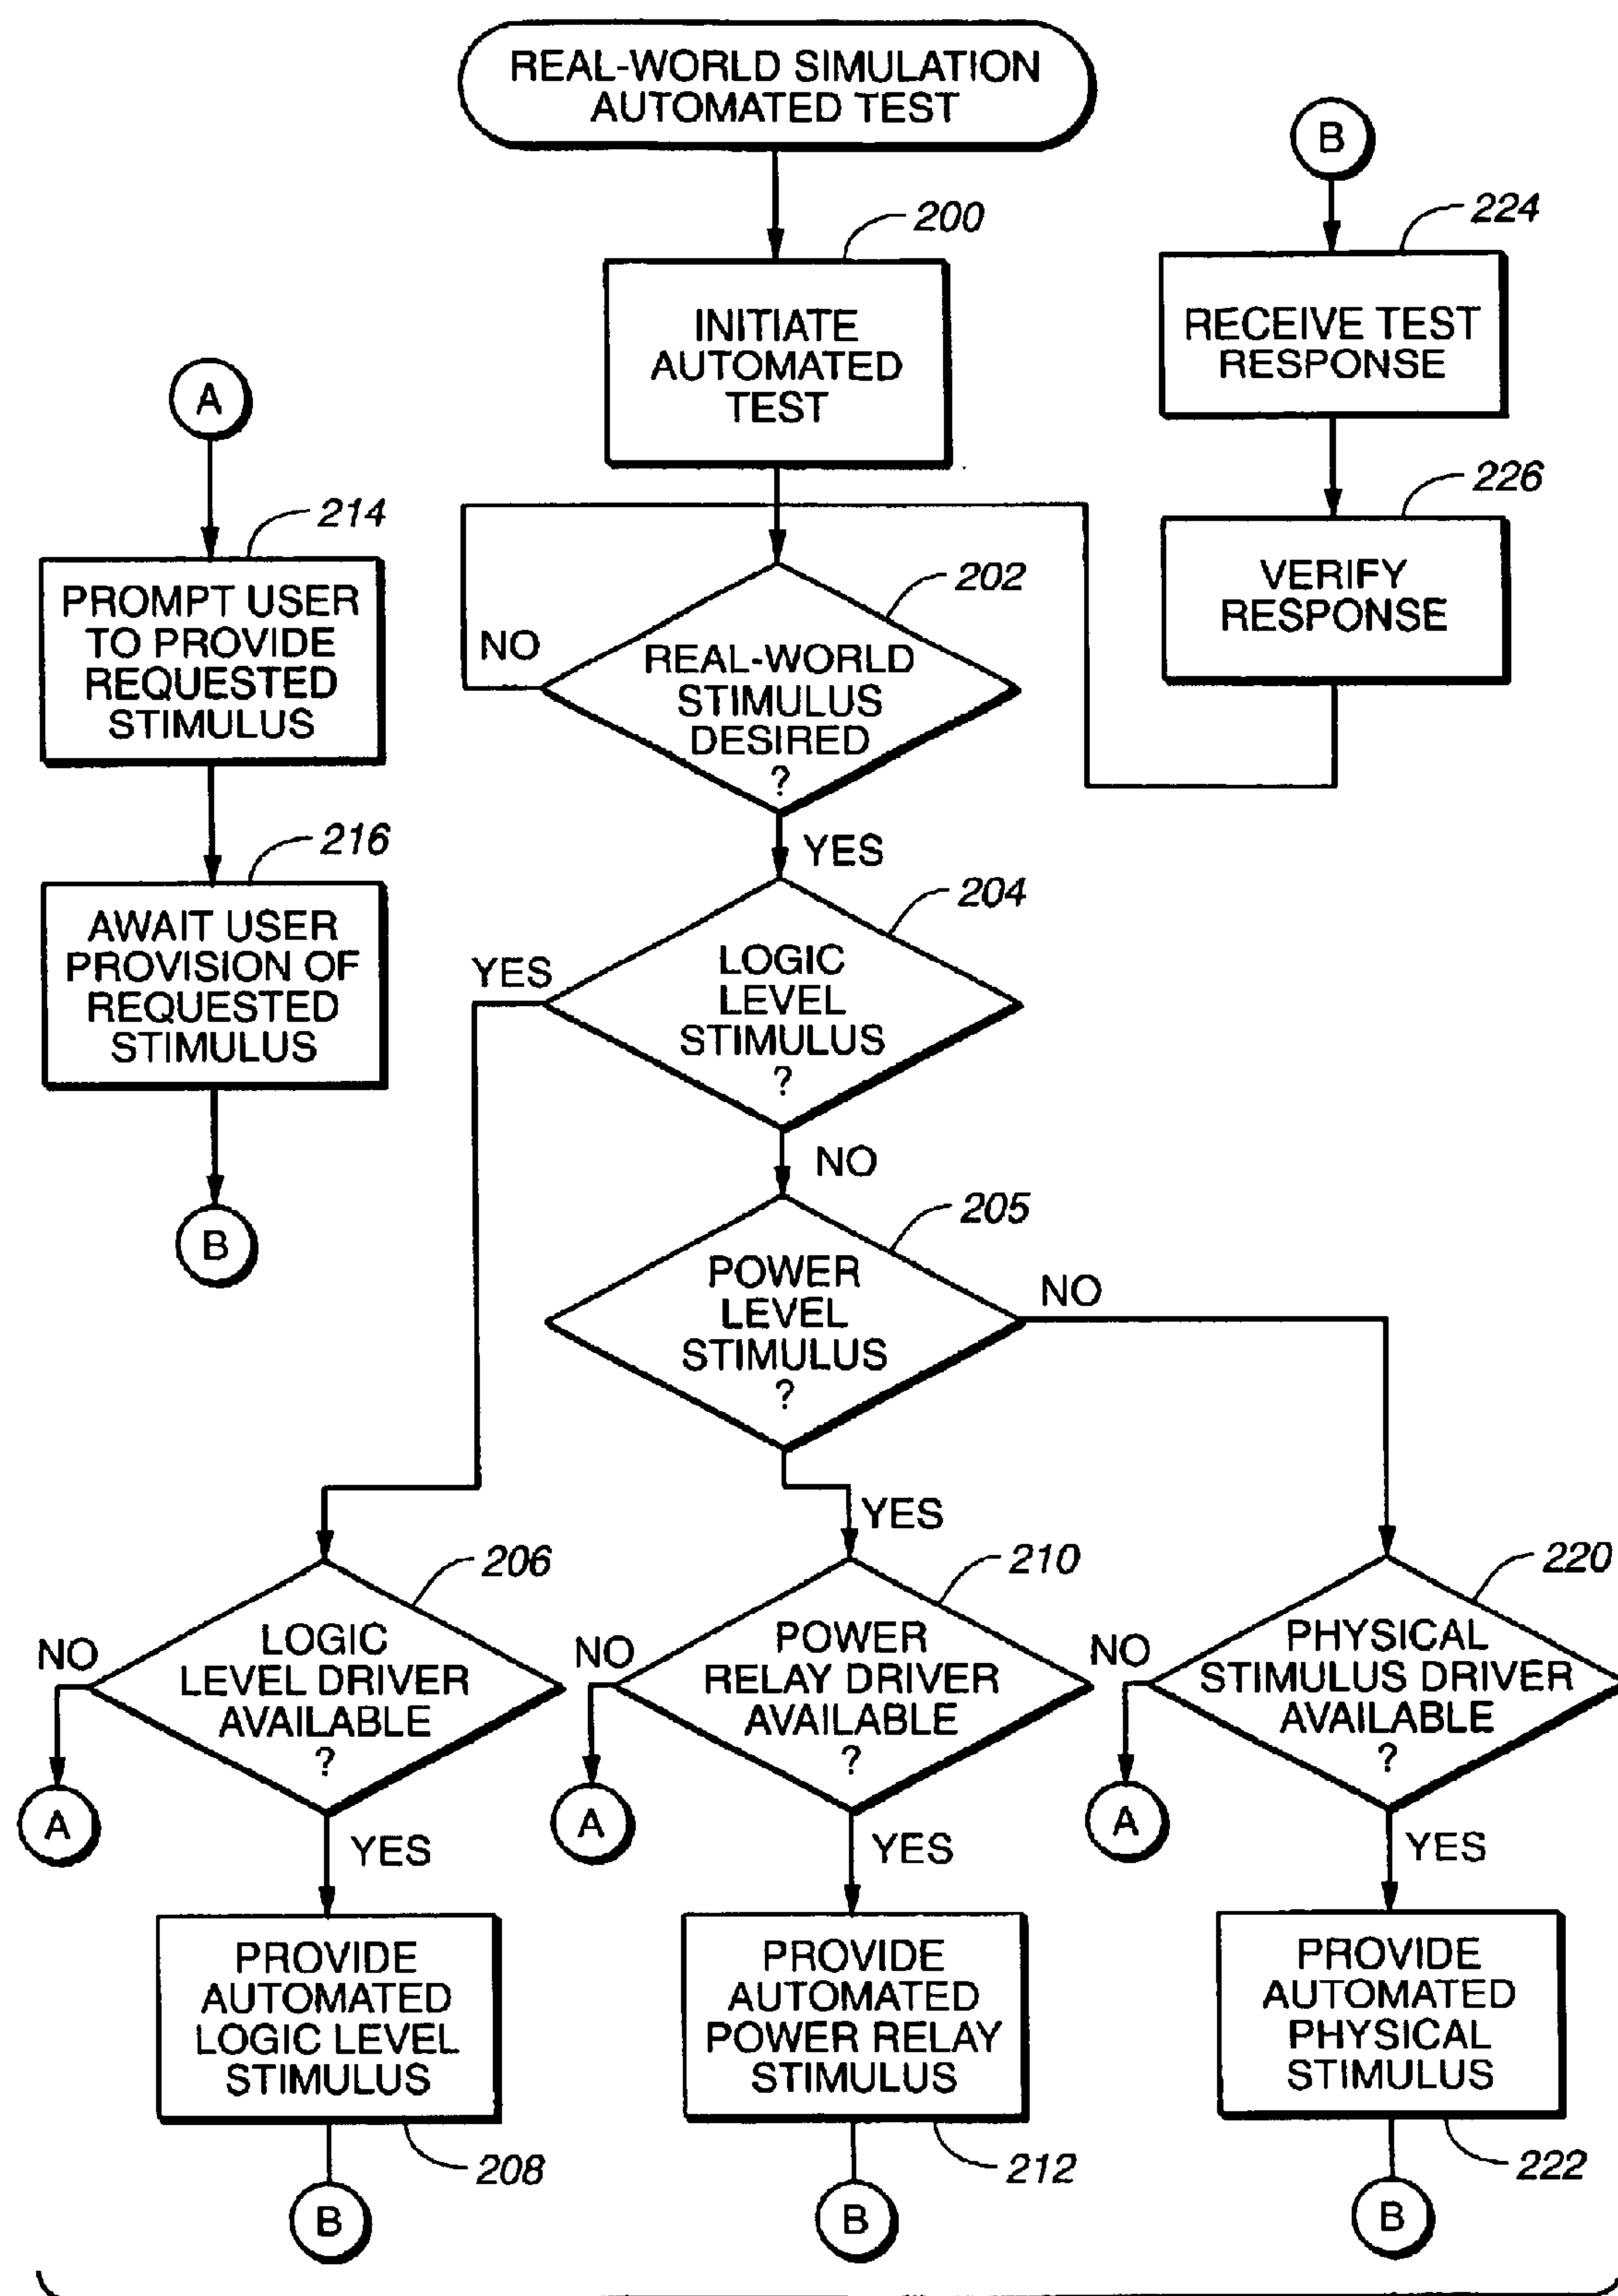 REAL-WORLD SIMULATION
AUTOMATED TEST
200
INITIATE
AUTOMATED
TEST
B
224
RECEIVE TEST
RESPONSE
226
VERIFY
RESPONSE
A
214
PROMPT USER
TO PROVIDE
REQUESTED
STIMULUS
216
AWAIT USER
PROVISION OF
REQUESTED
STIMULUS
B
202
NO
REAL-WORLD
STIMULUS
DESIRED
?
YES
204
YES
LOGIC
LEVEL
STIMULUS
?
NO
205
POWER
LEVEL
STIMULUS
?
NO
YES
206
NO
LOGIC
LEVEL DRIVER
AVAILABLE
?
A
YES
PROVIDE
AUTOMATED
LOGIC LEVEL
STIMULUS
208
B
210
NO
POWER
RELAY DRIVER
AVAILABLE
?
A
YES
PROVIDE
AUTOMATED
POWER RELAY
STIMULUS
212
B
220
NO
PHYSICAL
STIMULUS DRIVER
AVAILABLE
?
A
YES
PROVIDE
AUTOMATED
PHYSICAL
STIMULUS
222
B